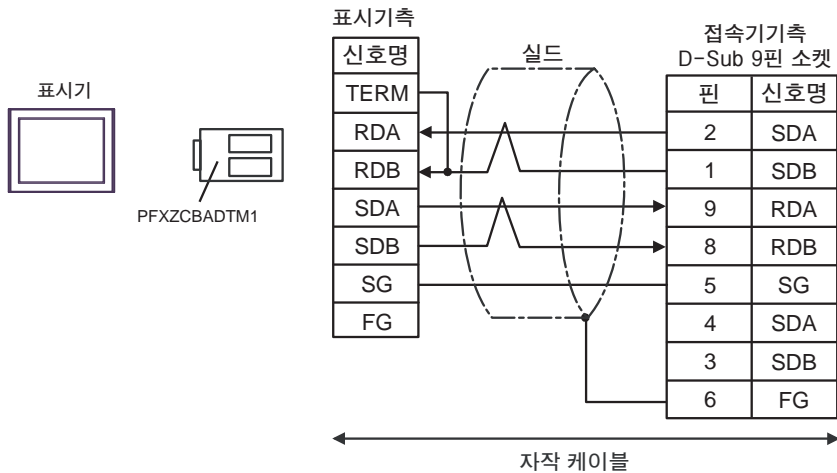 표시기
PFXZCBADTM1
표시기측
신호명
TERM
RDA
RDB
SDA
SDB
SG
FG
실드
접속기기측
D-Sub 9핀 소켓
핀 신호명
2 SDA
1 SDB
9 RDA
8 RDB
5 SG
4 SDA
3 SDB
6 FG
자작 케이블